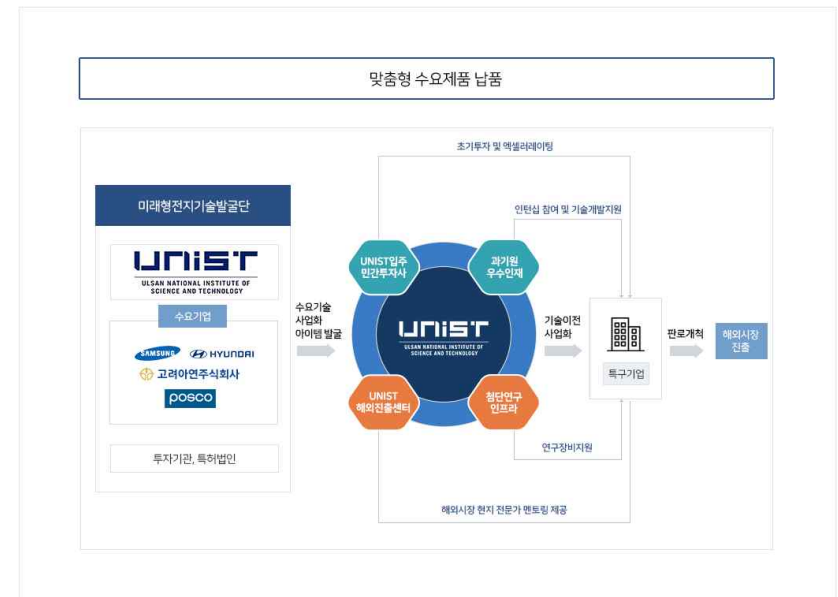 맞춤형 수요제품 납품
초기투자 및 액셀러레이팅
미래형전지기술발굴단
인턴십 참여 및 기술개발지원
UNIST
ULSAN NATIONAL INSTITUTE OF
SCIENCE AND TECHNOLOGY
수요기업
SAMSUNG HYUNDAI
고려아연주식회사
posco
투자기관, 특허법인
수요기술
사업화
아이템 발굴
UNIST입주
민간투자사
과기원
우수인재
UNIST
ULSAN NATIONAL INSTITUTE OF
SCIENCE AND TECHNOLOGY
UNIST
해외진출센터
첨단연구
인프라
기술이전
사업화
특구기업
판로개척
해외시장
진출
연구장비지원
해외시장 현지 전문가 멘토링 제공